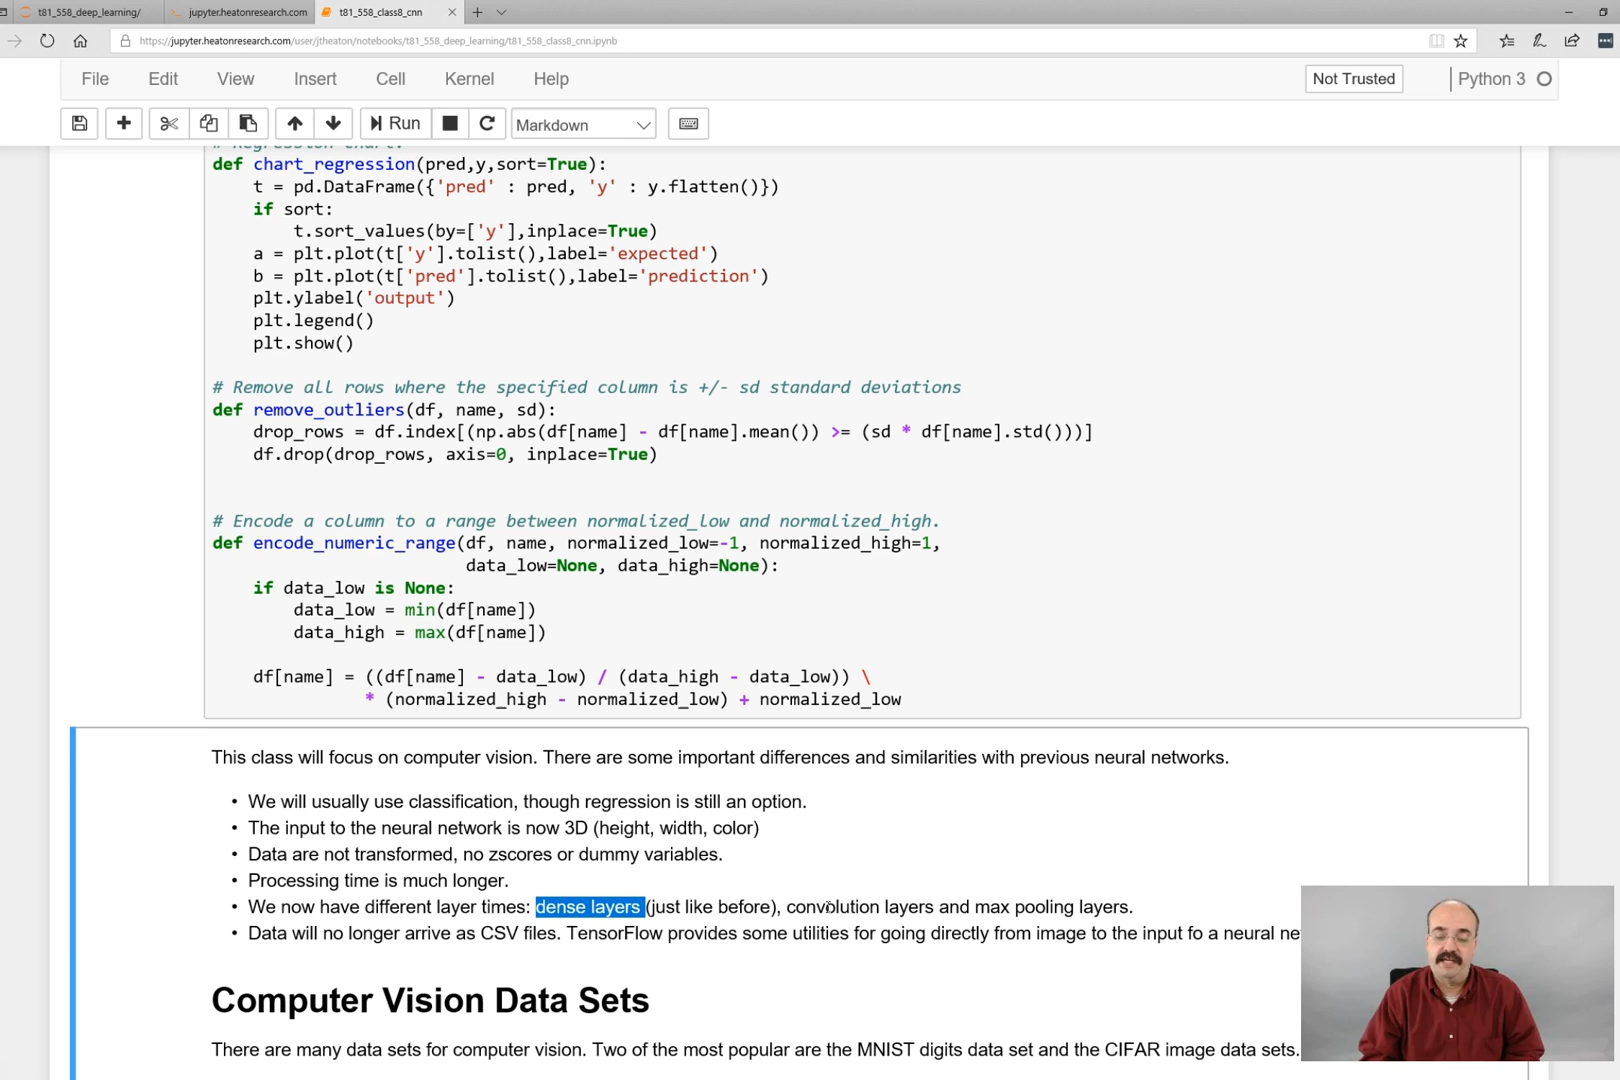 t81_558_deep_learning/
jupyter.heatonresearch.com
t81_558_class8_cnn
https://jupyter.heatonresearch.com/user/jtheaton/notebooks/t81_558_deep_learning/t81_558_class8_cnn.ipynb
File Edit View Insert Cell Kernel Help
Not Trusted
Python 3
Run
Markdown
# Regression chart.
def chart_regression(pred,y,sort=True):
    t = pd.DataFrame({'pred' : pred, 'y' : y.flatten()})
    if sort:
        t.sort_values(by=['y'],inplace=True)
    a = plt.plot(t['y'].tolist(),label='expected')
    b = plt.plot(t['pred'].tolist(),label='prediction')
    plt.ylabel('output')
    plt.legend()
    plt.show()
# Remove all rows where the specified column is +/- sd standard deviations
def remove_outliers(df, name, sd):
    drop_rows = df.index[(np.abs(df[name] - df[name].mean()) >= (sd * df[name].std()))]
    df.drop(drop_rows, axis=0, inplace=True)
# Encode a column to a range between normalized_low and normalized_high.
def encode_numeric_range(df, name, normalized_low=-1, normalized_high=1,
                         data_low=None, data_high=None):
    if data_low is None:
        data_low = min(df[name])
        data_high = max(df[name])
    df[name] = ((df[name] - data_low) / (data_high - data_low)) \
               * (normalized_high - normalized_low) + normalized_low
This class will focus on computer vision. There are some important differences and similarities with previous neural networks.
• We will usually use classification, though regression is still an option.
• The input to the neural network is now 3D (height, width, color)
• Data are not transformed, no zscores or dummy variables.
• Processing time is much longer.
• We now have different layer times: dense layers (just like before), convolution layers and max pooling layers.
• Data will no longer arrive as CSV files. TensorFlow provides some utilities for going directly from image to the input fo a neural ne
Computer Vision Data Sets
There are many data sets for computer vision. Two of the most popular are the MNIST digits data set and the CIFAR image data sets.